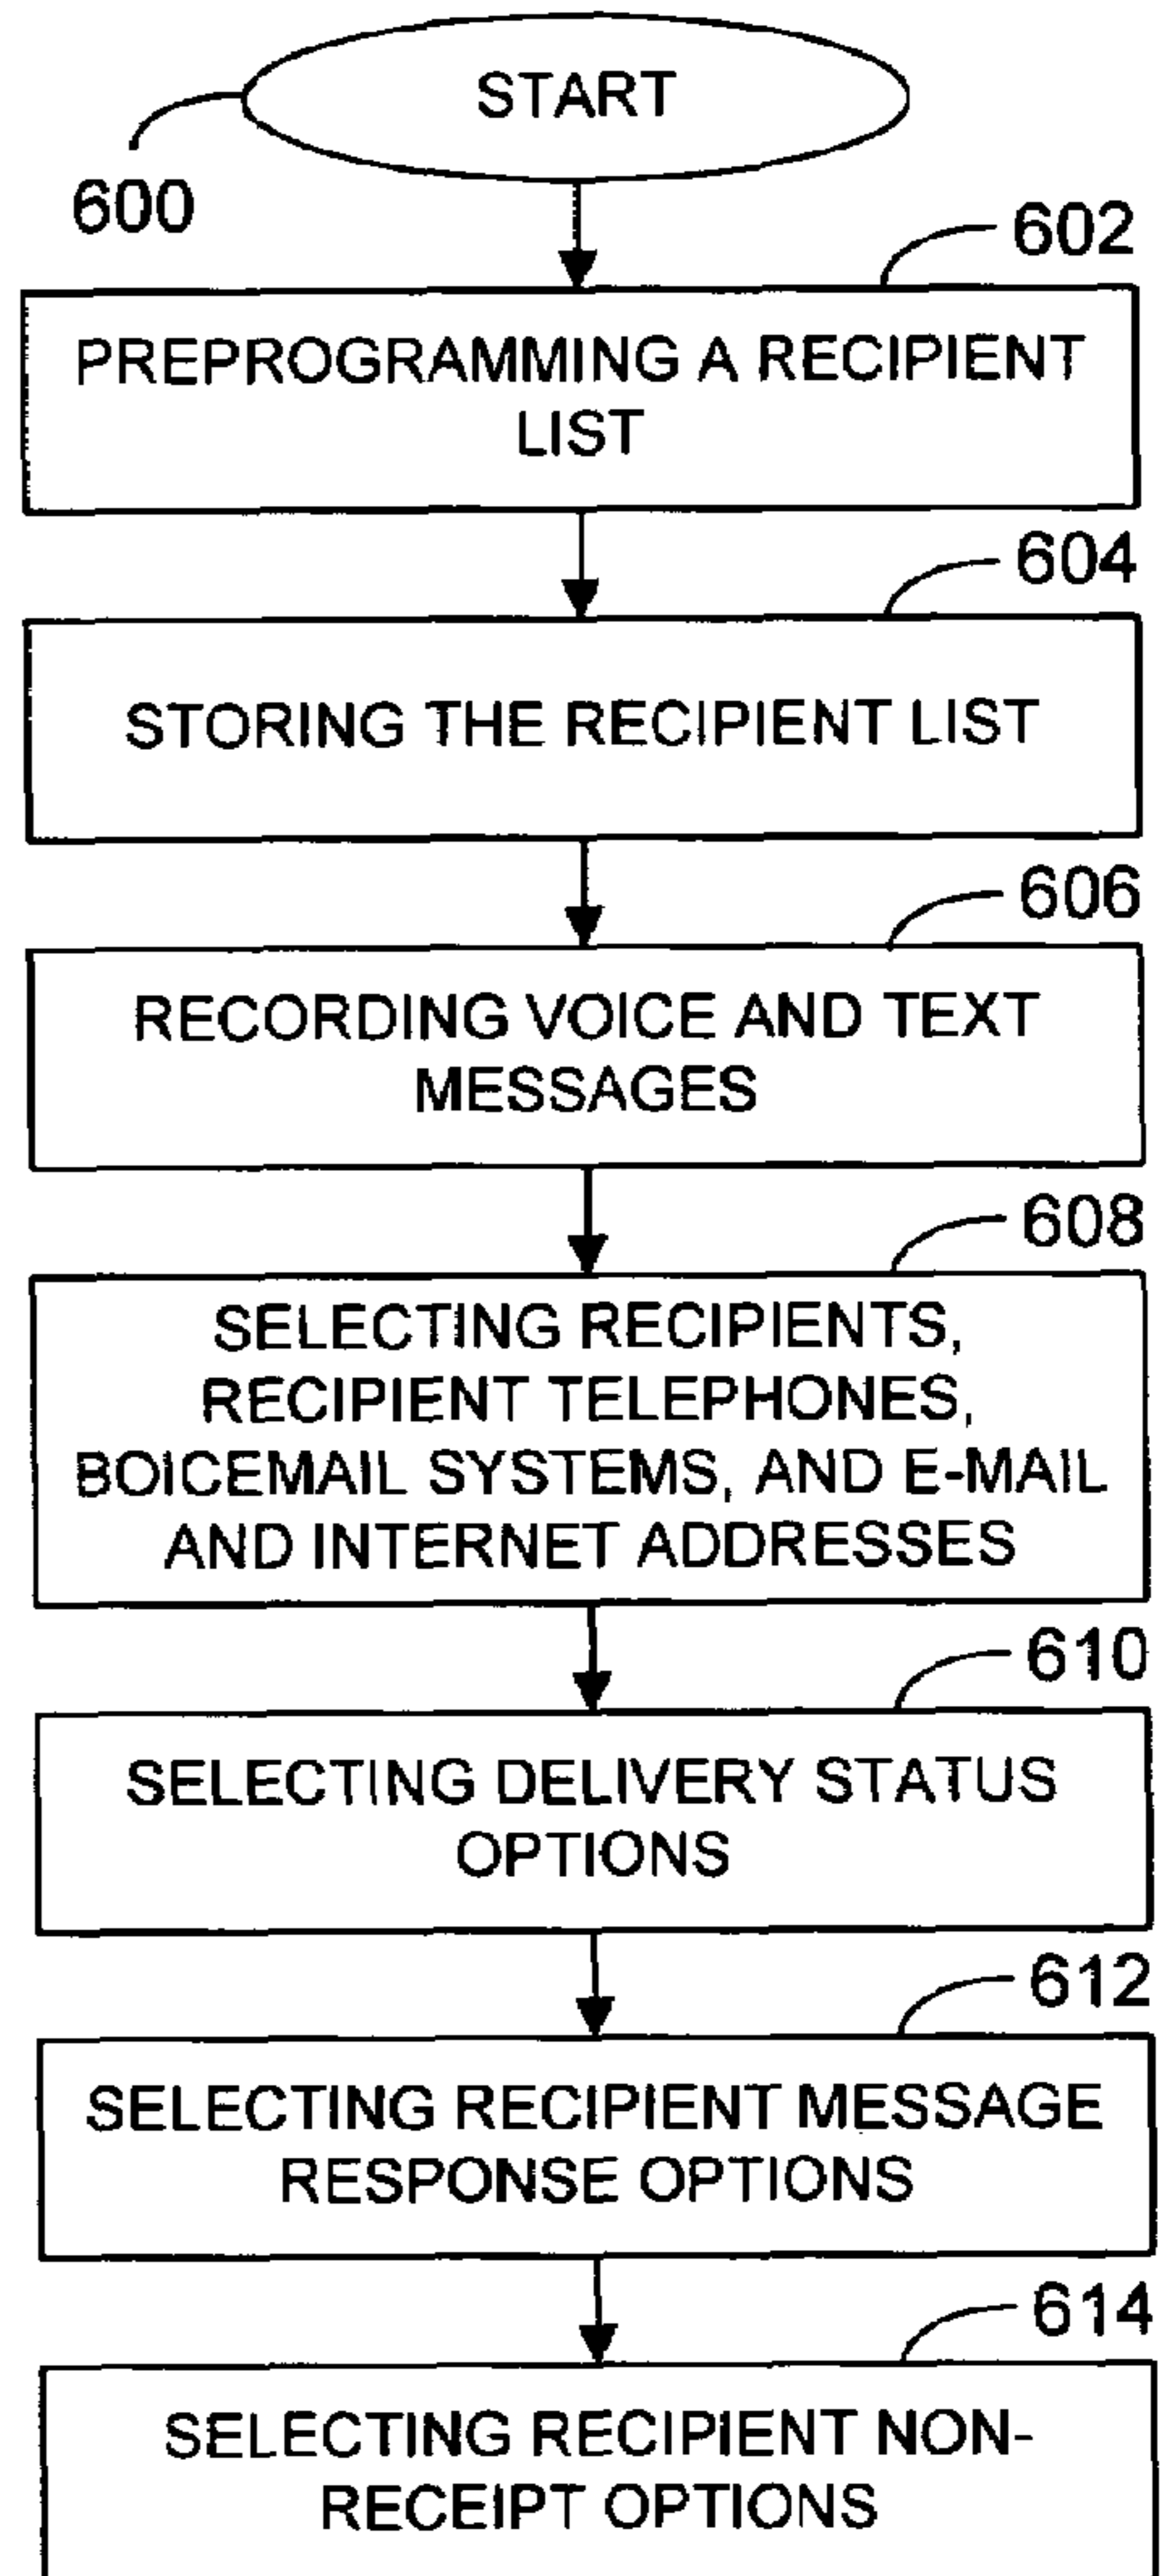 START
600
602
PREPROGRAMMING A RECIPIENT
LIST
604
STORING THE RECIPIENT LIST
606
RECORDING VOICE AND TEXT
MESSAGES
608
SELECTING RECIPIENTS,
RECIPIENT TELEPHONES,
BOICEMAIL SYSTEMS, AND E-MAIL
AND INTERNET ADDRESSES
610
SELECTING DELIVERY STATUS
OPTIONS
612
SELECTING RECIPIENT MESSAGE
RESPONSE OPTIONS
614
SELECTING RECIPIENT NON-
RECEIPT OPTIONS